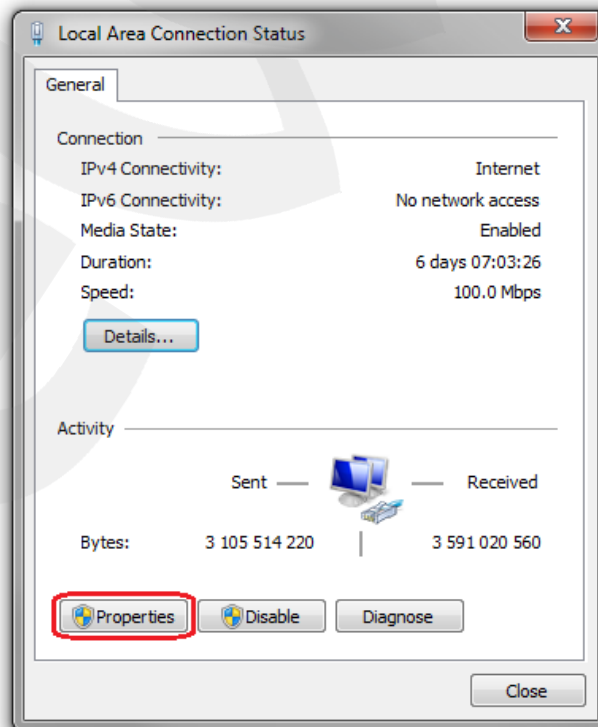 Local Area Connection Status
General
Connection
IPv4 Connectivity: Internet
IPv6 Connectivity: No network access
Media State: Enabled
Duration: 6 days 07:03:26
Speed: 100.0 Mbps
Details...
Activity
Sent Received
Bytes: 3 105 514 220 3 591 020 560
Properties Disable Diagnose
Close